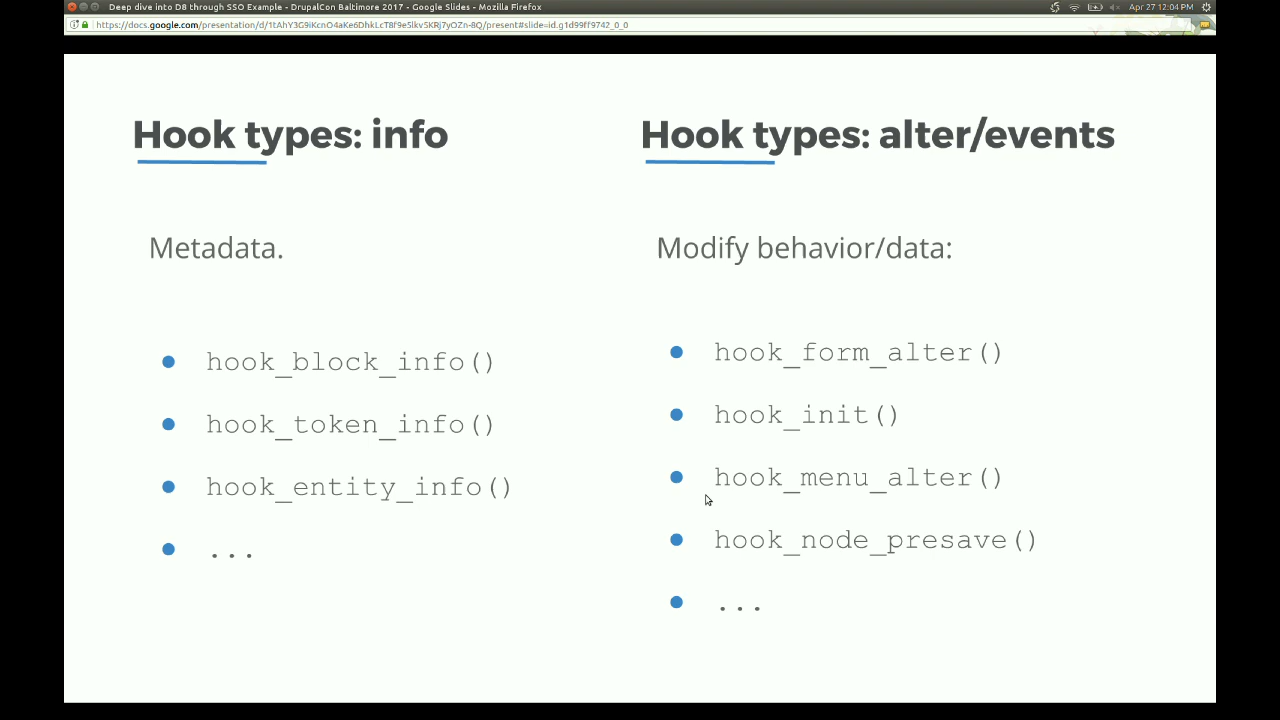 Deep dive into D8 through SSO Example - DrupalCon Baltimore 2017 - Google Slides - Mozilla Firefox
Apr 27 12:04 PM
Hook types: info
Metadata.
hook_block_info()
hook_token_info()
hook_entity_info()
...
Hook types: alter/events
Modify behavior/data:
hook_form_alter()
hook_init()
hook_menu_alter()
hook_node_presave()
...